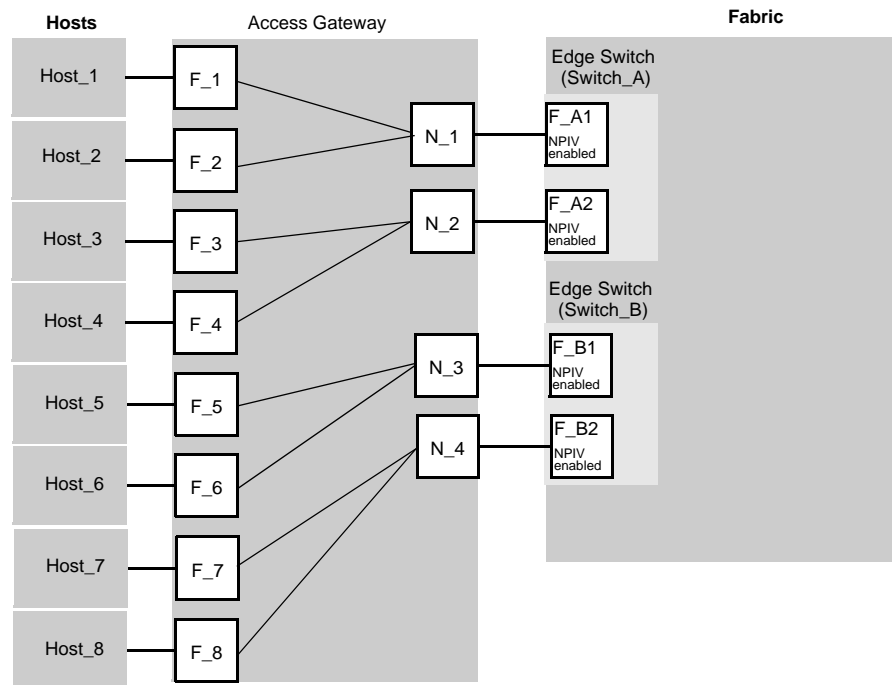 Hosts
Access Gateway
Fabric
Edge Switch
(Switch_A)
Host_1
F_1
N_1
F_A1
NPIV
enabled
Host_2
F_2
Host_3
F_3
N_2
F_A2
NPIV
enabled
Edge Switch
(Switch_B)
Host_4
F_4
N_3
F_B1
NPIV
enabled
Host_5
F_5
N_4
F_B2
NPIV
enabled
Host_6
F_6
Host_7
F_7
Host_8
F_8